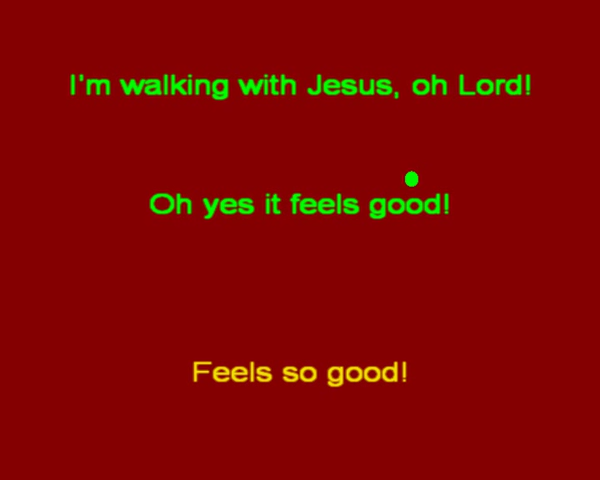 I'm walking with Jesus, oh Lord!
Oh yes it feels good!
Feels so good!